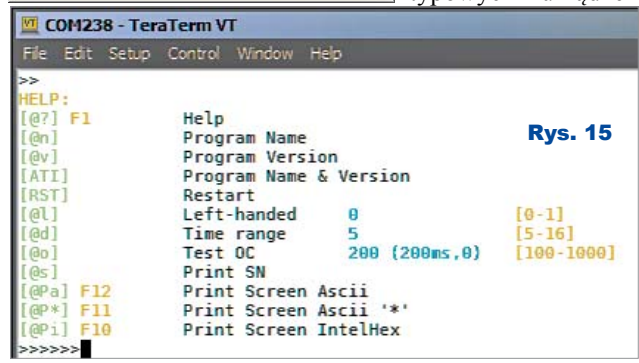 COM238 - TeraTerm VT
File Edit Setup Control Window Help
>>
HELP:
[@?] F1 Help
[@n] Program Name
[@v] Program Version
[ATI] Program Name & Version
[RST] Restart
[@l] Left-handed 0 [0-1]
[@d] Time range 5 [5-16]
[@o] Test OC 200 (200ms,0) [100-1000]
[@s] Print SN
[@Pa] F12 Print Screen Ascii
[@P*] F11 Print Screen Ascii '*'
[@Pi] F10 Print Screen IntelHex
>>>>>>
Rys. 15